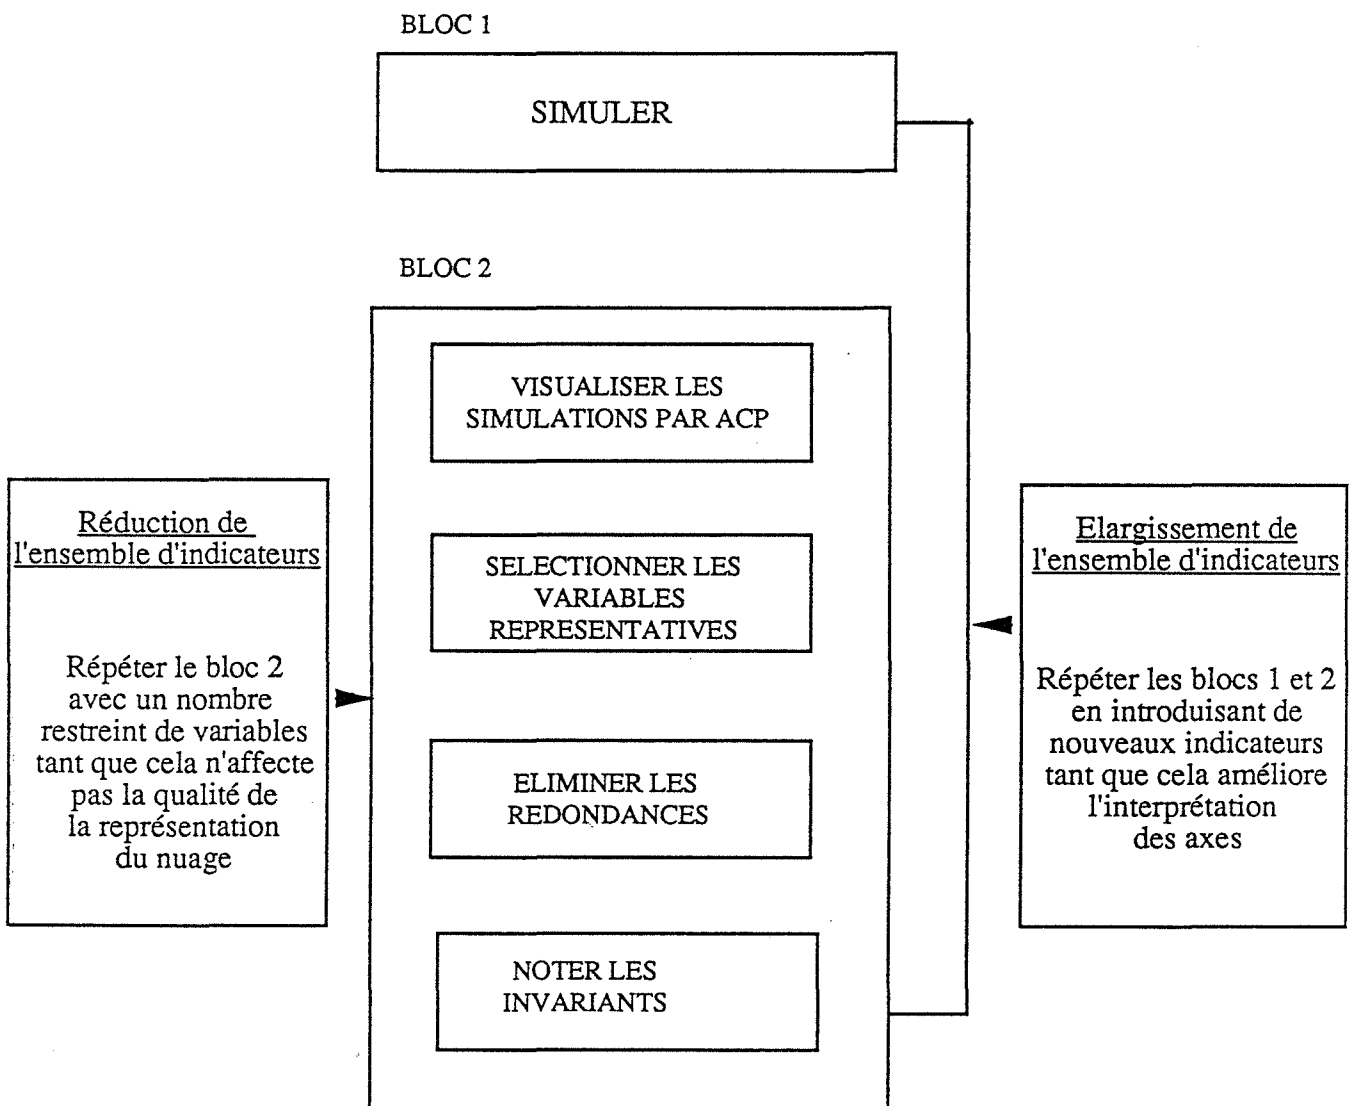 BLOC 1
SIMULER
BLOC 2
VISUALISER LES
SIMULATIONS PAR ACP
SELECTIONNER LES
VARIABLES
REPRESENTATIVES
ELIMINER LES
REDONDANCES
NOTER LES
INVARIANTS
Réduction de
l'ensemble d'indicateurs
Répéter le bloc 2
avec un nombre
restreint de variables
tant que cela n'affecte
pas la qualité de
la représentation
du nuage
Elargissement de
l'ensemble d'indicateurs
Répéter les blocs 1 et 2
en introduisant de
nouveaux indicateurs
tant que cela améliore
l'interprétation
des axes